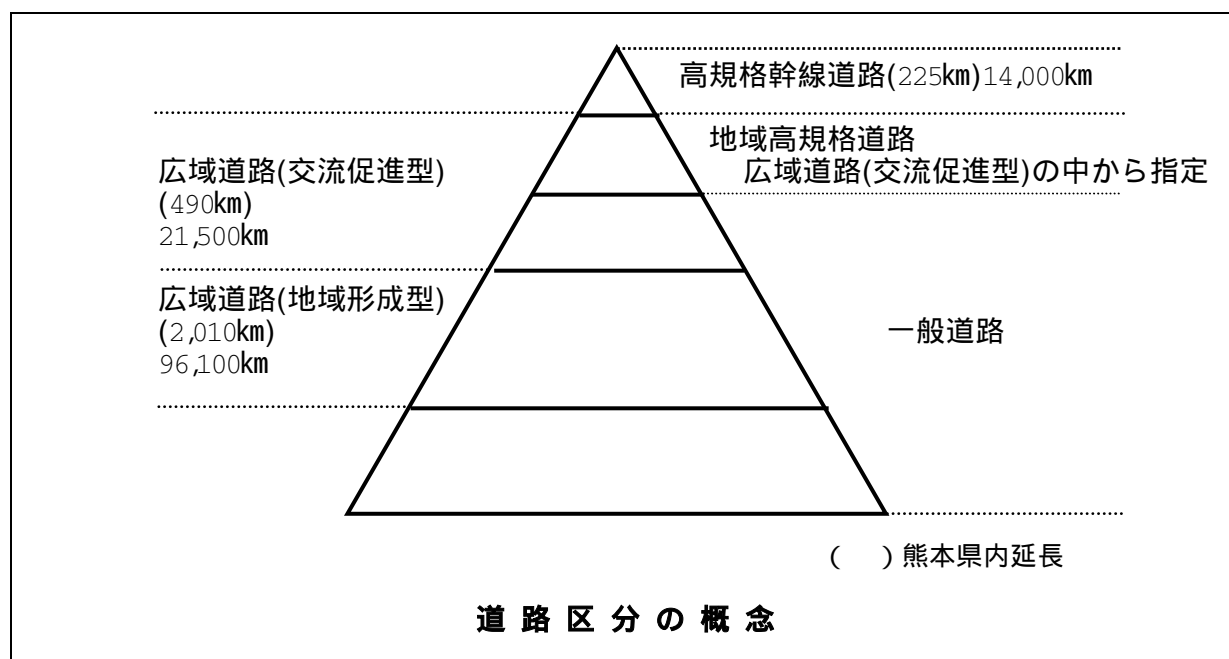 高規格幹線道路(225km)14,000km
地域高規格道路
広域道路(交流促進型)の中から指定
広域道路(交流促進型)
(490km)
21,500km
広域道路(地域形成型)
(2,010km)
96,100km
一般道路
(　)熊本県内延長
道路区分の概念